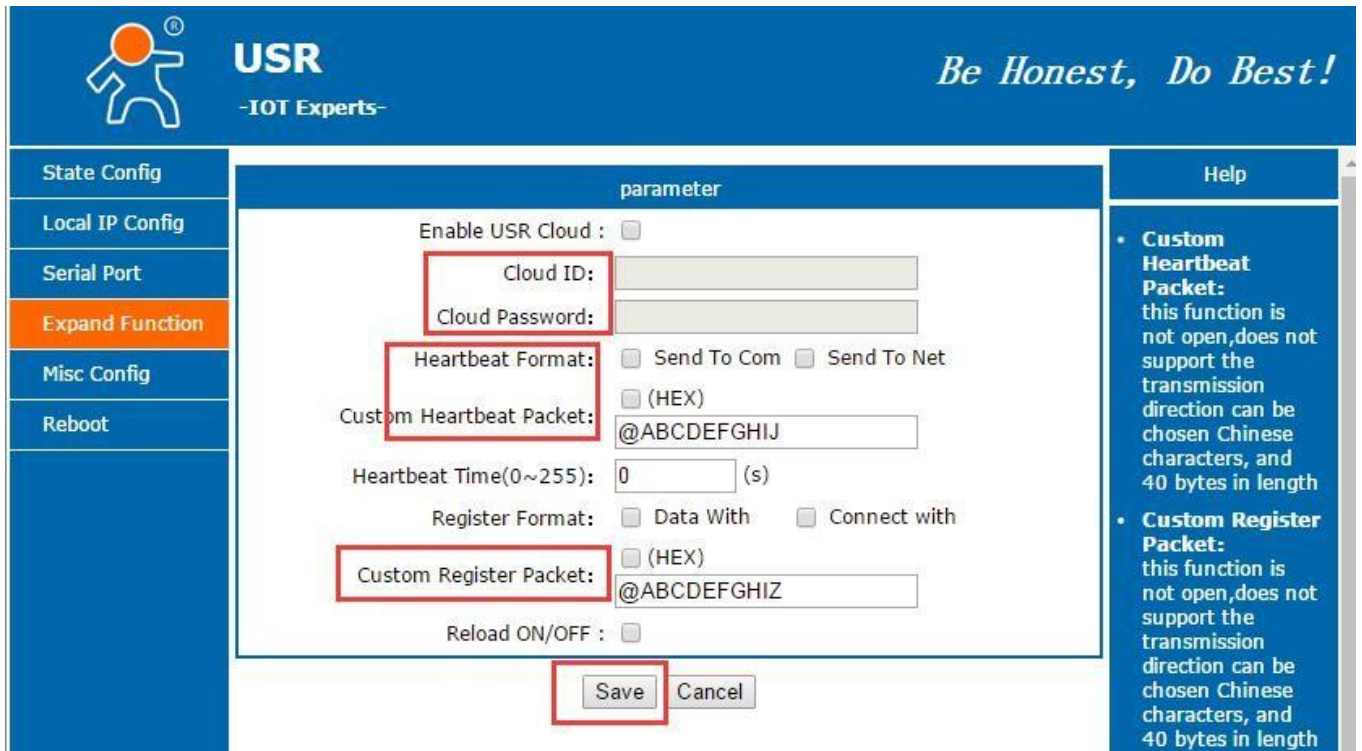 ®
USR
-IOT Experts-
Be Honest, Do Best!
State Config
Local IP Config
Serial Port
Expand Function
Misc Config
Reboot
parameter
Enable USR Cloud :
Cloud ID:
Cloud Password:
Heartbeat Format: Send To Com Send To Net
Custom Heartbeat Packet: (HEX)
@ABCDEFGHIJ
Heartbeat Time(0~255): 0 (s)
Register Format: Data With Connect with
Custom Register Packet: (HEX)
@ABCDEFGHIZ
Reload ON/OFF :
Save Cancel
Help
• Custom
Heartbeat
Packet:
this function is
not open,does not
support the
transmission
direction can be
chosen Chinese
characters, and
40 bytes in length
• Custom Register
Packet:
this function is
not open,does not
support the
transmission
direction can be
chosen Chinese
characters, and
40 bytes in length